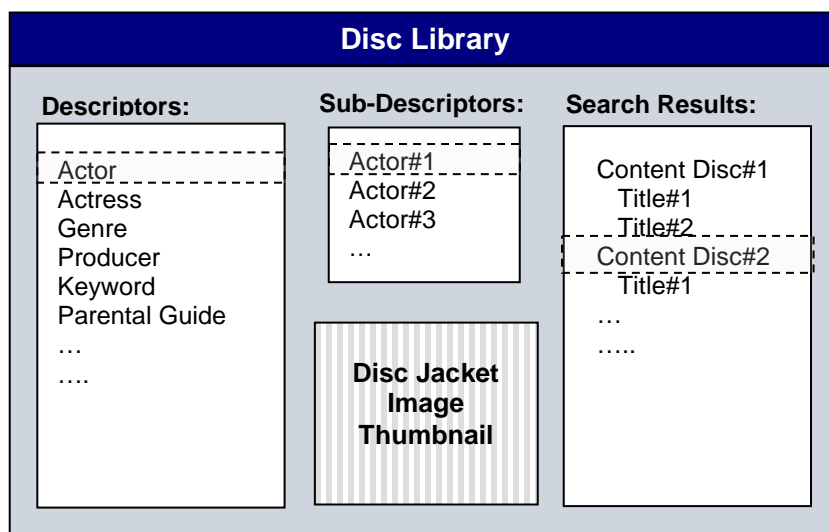 Disc Library
Descriptors:
Actor
Actress
Genre
Producer
Keyword
Parental Guide
…
….
Sub-Descriptors:
Actor#1
Actor#2
Actor#3
…
Disc Jacket
Image
Thumbnail
Search Results:
Content Disc#1
Title#1
Title#2
Content Disc#2
Title#1
…
…..